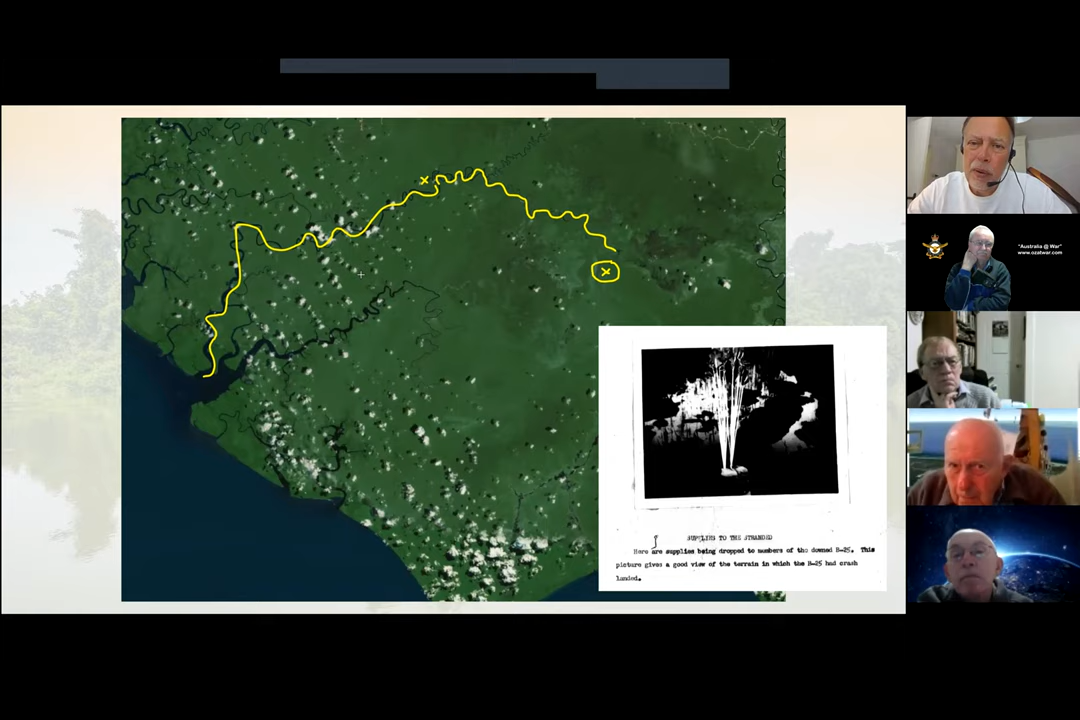 "Australia @ War"
www.ozatwar.com
SUPPLIES TO THE STRANDED
Here are supplies being dropped to members of the downed B-25. This
picture gives a good view of the terrain in which the B-25 had crash
landed.